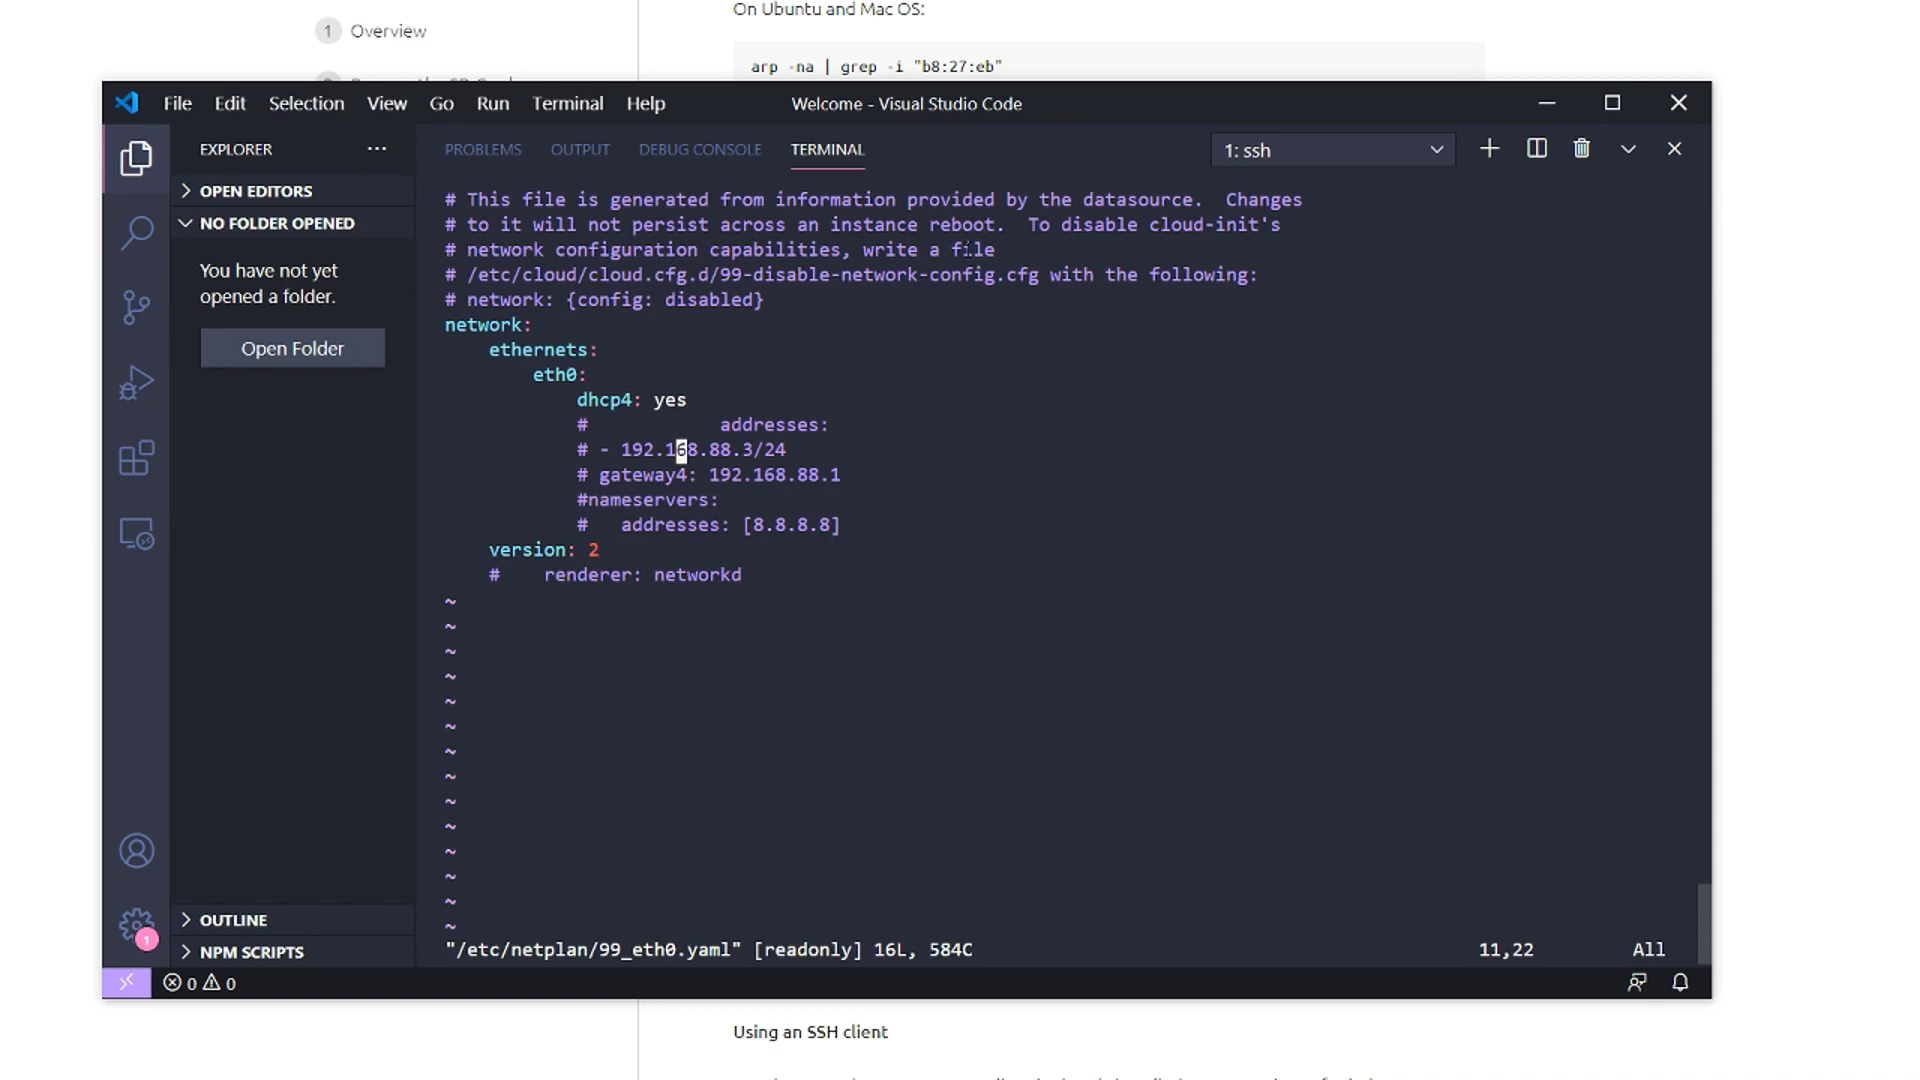 On Ubuntu and Mac OS:
1 Overview
arp -na | grep -i "b8:27:eb"
File Edit Selection View Go Run Terminal Help
Welcome - Visual Studio Code
EXPLORER
PROBLEMS OUTPUT DEBUG CONSOLE TERMINAL
1: ssh
OPEN EDITORS
NO FOLDER OPENED
You have not yet
opened a folder.
Open Folder
# This file is generated from information provided by the datasource.  Changes
# to it will not persist across an instance reboot.  To disable cloud-init's
# network configuration capabilities, write a file
# /etc/cloud/cloud.cfg.d/99-disable-network-config.cfg with the following:
# network: {config: disabled}
network:
    ethernets:
        eth0:
            dhcp4: yes
            #            addresses:
            # - 192.168.88.3/24
            # gateway4: 192.168.88.1
            #nameservers:
            #   addresses: [8.8.8.8]
    version: 2
    #    renderer: networkd
~
~
~
~
~
~
~
~
~
~
~
~
~
~
"/etc/netplan/99_eth0.yaml" [readonly] 16L, 584C
11,22
All
OUTLINE
NPM SCRIPTS
1
0 0
Using an SSH client